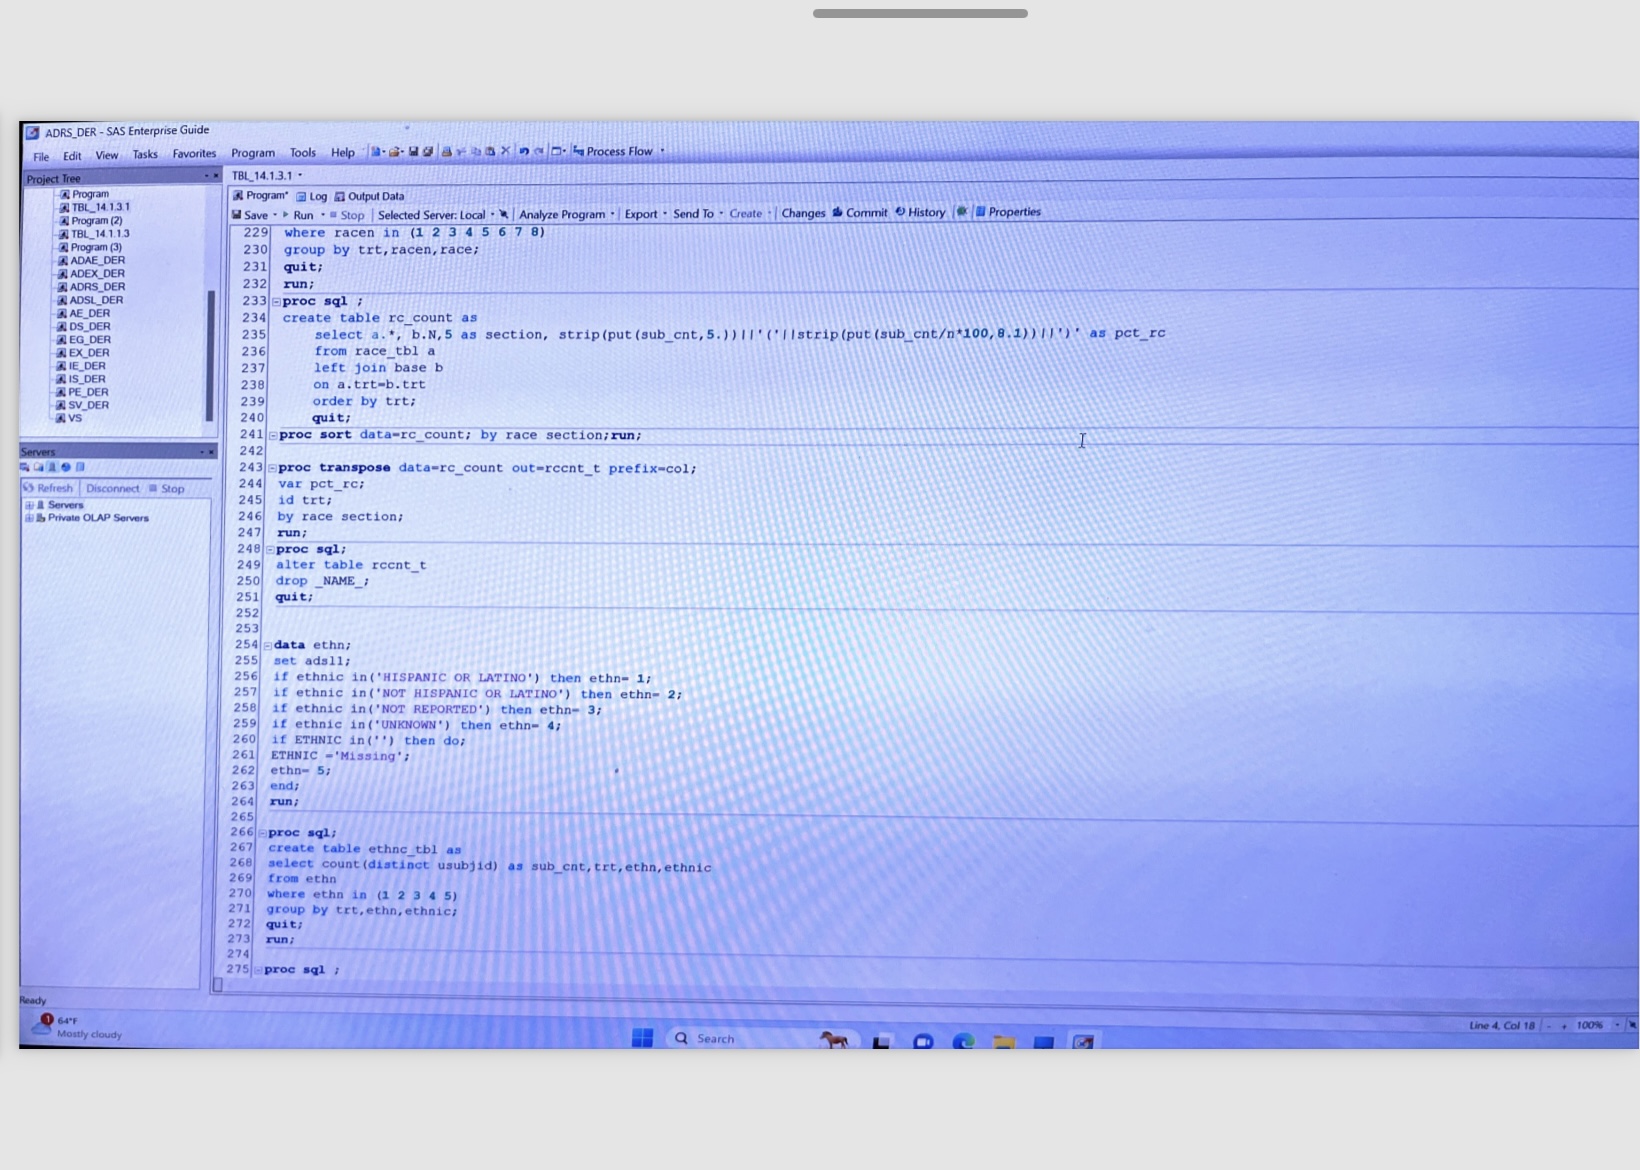 ADRS_DER - SAS Enterprise Guide
File Edit View Tasks Favorites Program Tools Help Process Flow
Project Tree
Program
TBL_14.1.3.1
Program (2)
TBL_14.1.1.3
Program (3)
ADAE_DER
ADEX_DER
ADRS_DER
ADSL_DER
AE_DER
DS_DER
EG_DER
EX_DER
IE_DER
IS_DER
PE_DER
SV_DER
VS
Servers
Refresh Disconnect Stop
Servers
Private OLAP Servers
TBL_14.1.3.1
Program* Log Output Data
Save Run Stop Selected Server: Local Analyze Program Export Send To Create Changes Commit History Properties
229 where racen in (1 2 3 4 5 6 7 8)
230 group by trt,racen,race;
231 quit;
232 run;
233 proc sql ;
234 create table rc_count as
235 select a.*, b.N,5 as section, strip(put(sub_cnt,5.))||'('||strip(put(sub_cnt/n*100,8.1))||')' as pct_rc
236 from race_tbl a
237 left join base b
238 on a.trt=b.trt
239 order by trt;
240 quit;
241 proc sort data=rc_count; by race section;run;
242
243 proc transpose data=rc_count out=rccnt_t prefix=col;
244 var pct_rc;
245 id trt;
246 by race section;
247 run;
248 proc sql;
249 alter table rccnt_t
250 drop _NAME_;
251 quit;
252
253
254 data ethn;
255 set adsl1;
256 if ethnic in('HISPANIC OR LATINO') then ethn= 1;
257 if ethnic in('NOT HISPANIC OR LATINO') then ethn= 2;
258 if ethnic in('NOT REPORTED') then ethn= 3;
259 if ethnic in('UNKNOWN') then ethn= 4;
260 if ETHNIC in('') then do;
261 ETHNIC ='Missing';
262 ethn= 5;
263 end;
264 run;
265
266 proc sql;
267 create table ethnc_tbl as
268 select count(distinct usubjid) as sub_cnt,trt,ethn,ethnic
269 from ethn
270 where ethn in (1 2 3 4 5)
271 group by trt,ethn,ethnic;
272 quit;
273 run;
274
275 proc sql ;
Ready
Line 4, Col 18 - + 100%
1
64°F
Mostly cloudy
Search